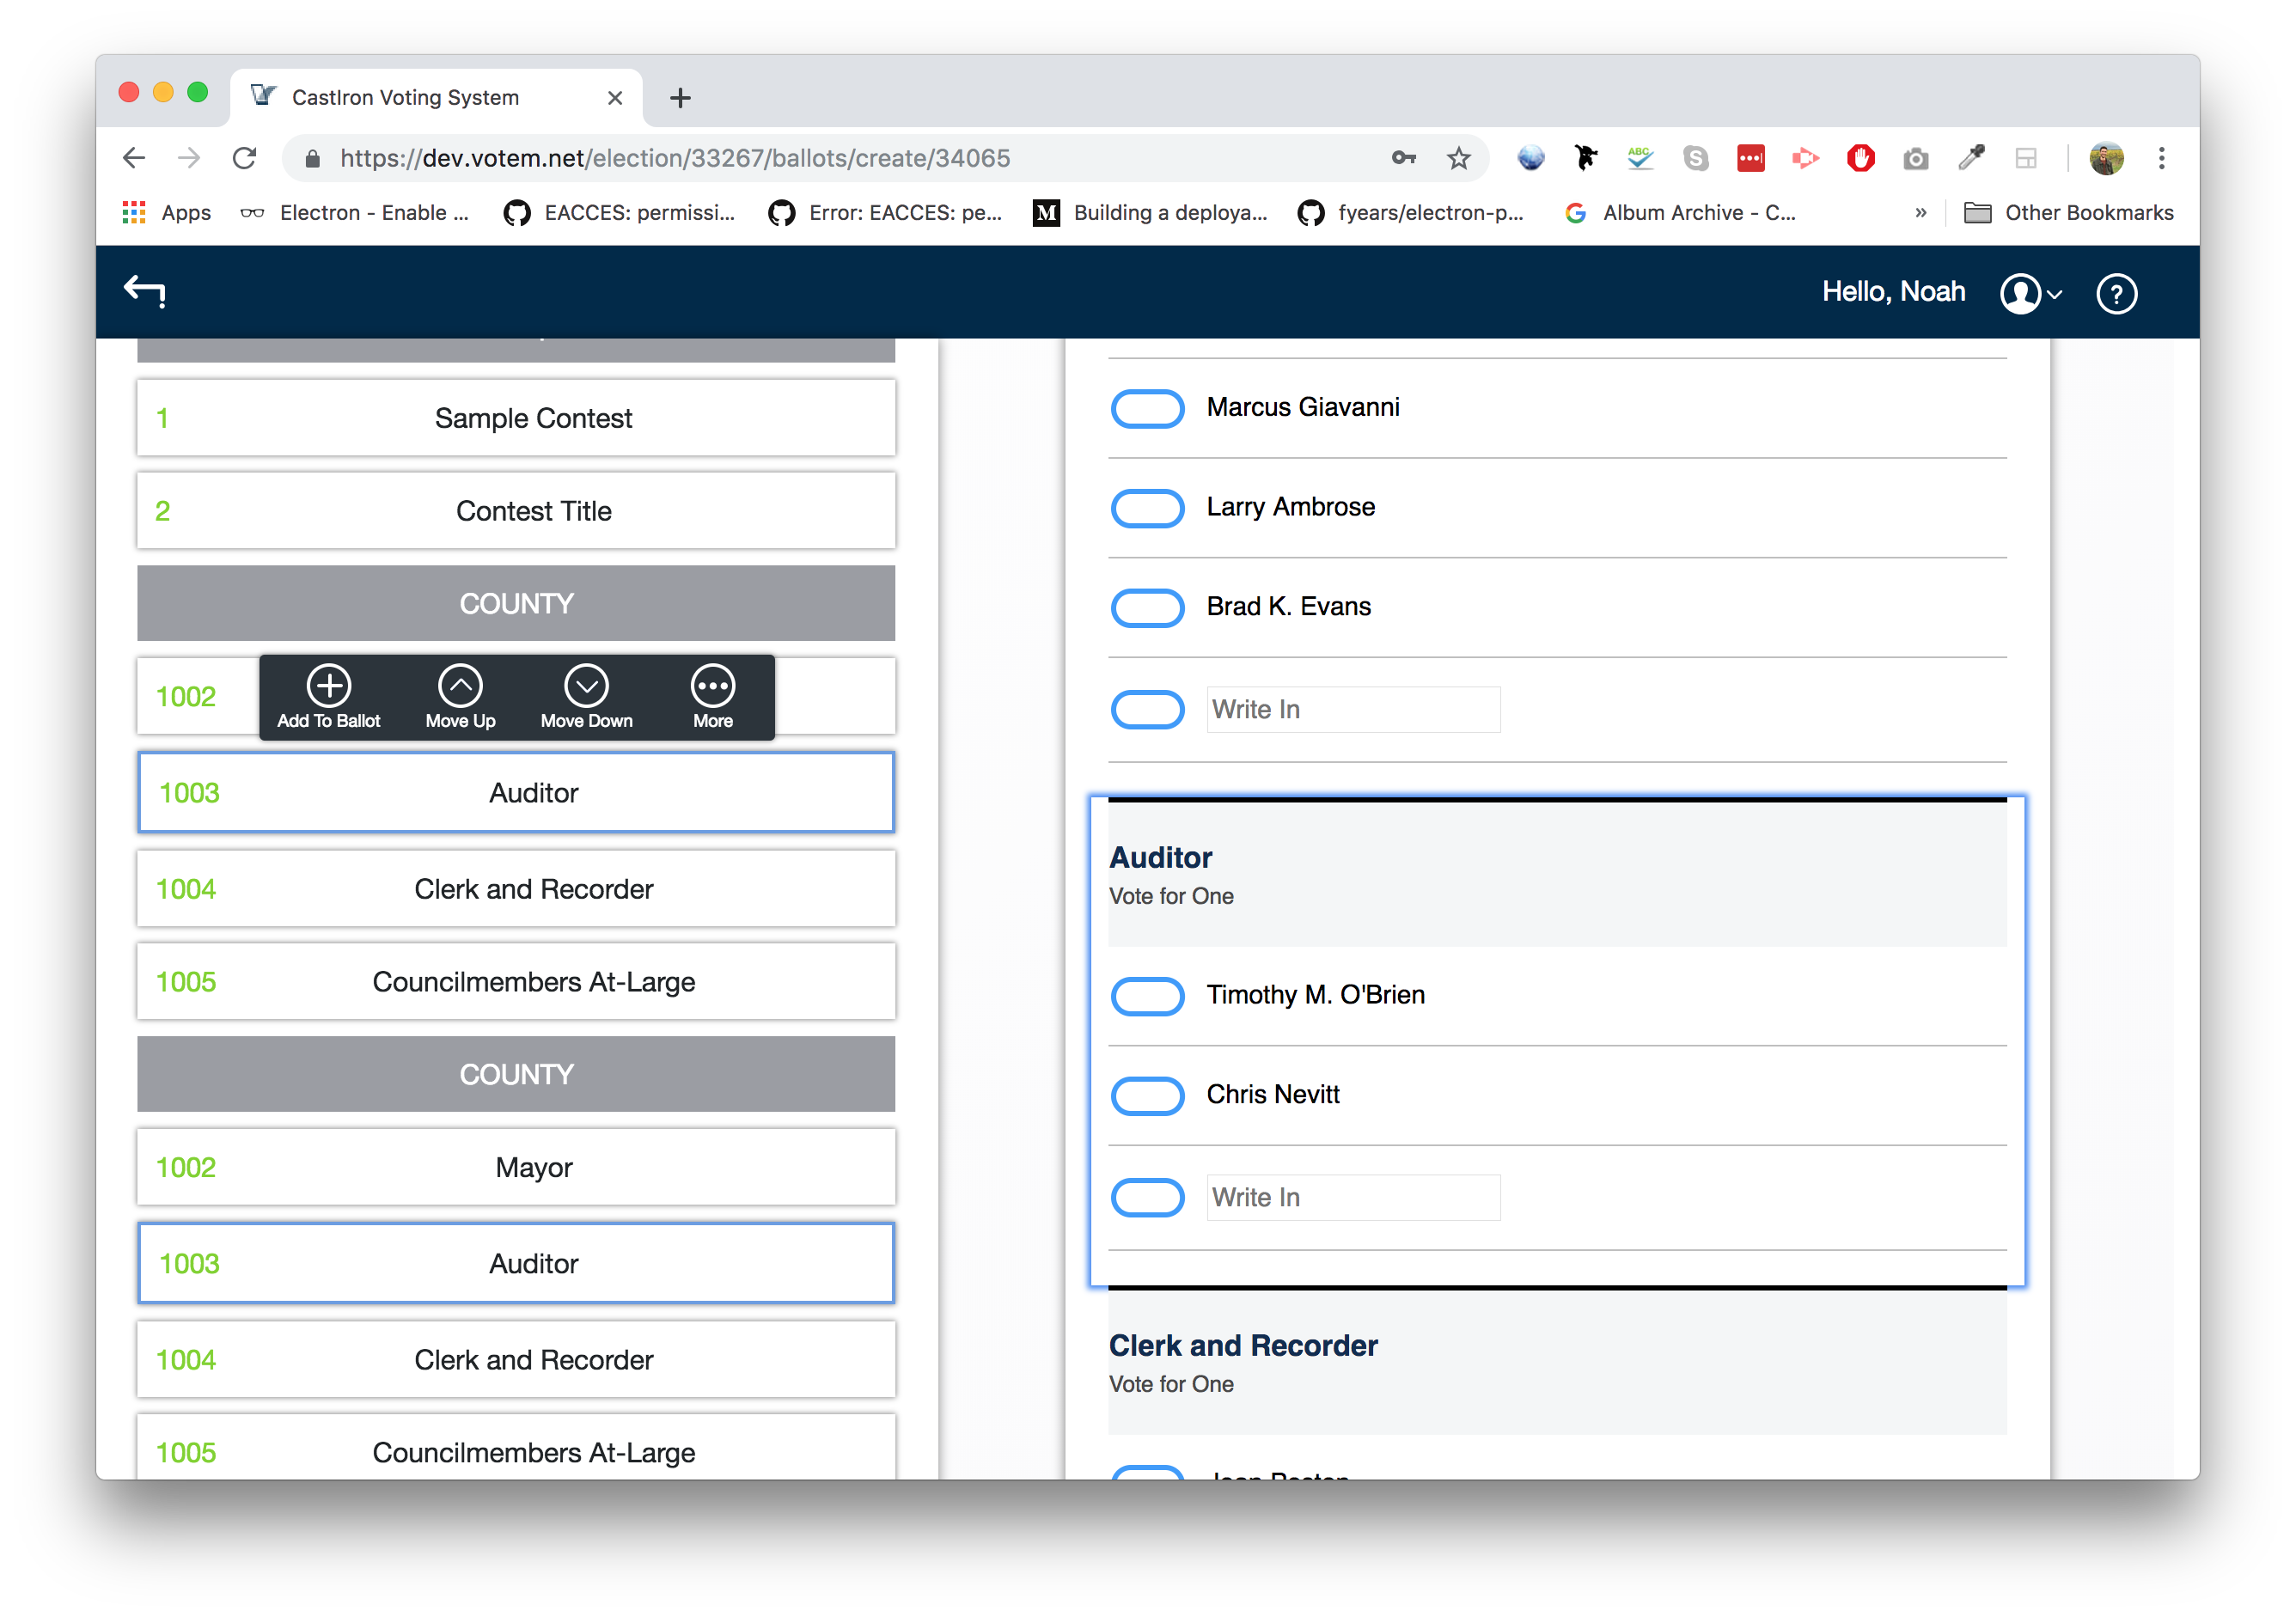 CastIron Voting System
https://dev.votem.net/election/33267/ballots/create/34065
ABC
Apps
Electron - Enable ...
EACCES: permissi...
Error: EACCES: pe...
M
Building a deploya...
fyears/electron-p...
G
Album Archive - C...
»
Other Bookmarks
Hello, Noah
?
1 Sample Contest
2 Contest Title
COUNTY
1002
Add To Ballot
Move Up
Move Down
More
1003 Auditor
1004 Clerk and Recorder
1005 Councilmembers At-Large
COUNTY
1002 Mayor
1003 Auditor
1004 Clerk and Recorder
1005 Councilmembers At-Large
Marcus Giavanni
Larry Ambrose
Brad K. Evans
Write In
Auditor
Vote for One
Timothy M. O'Brien
Chris Nevitt
Write In
Clerk and Recorder
Vote for One